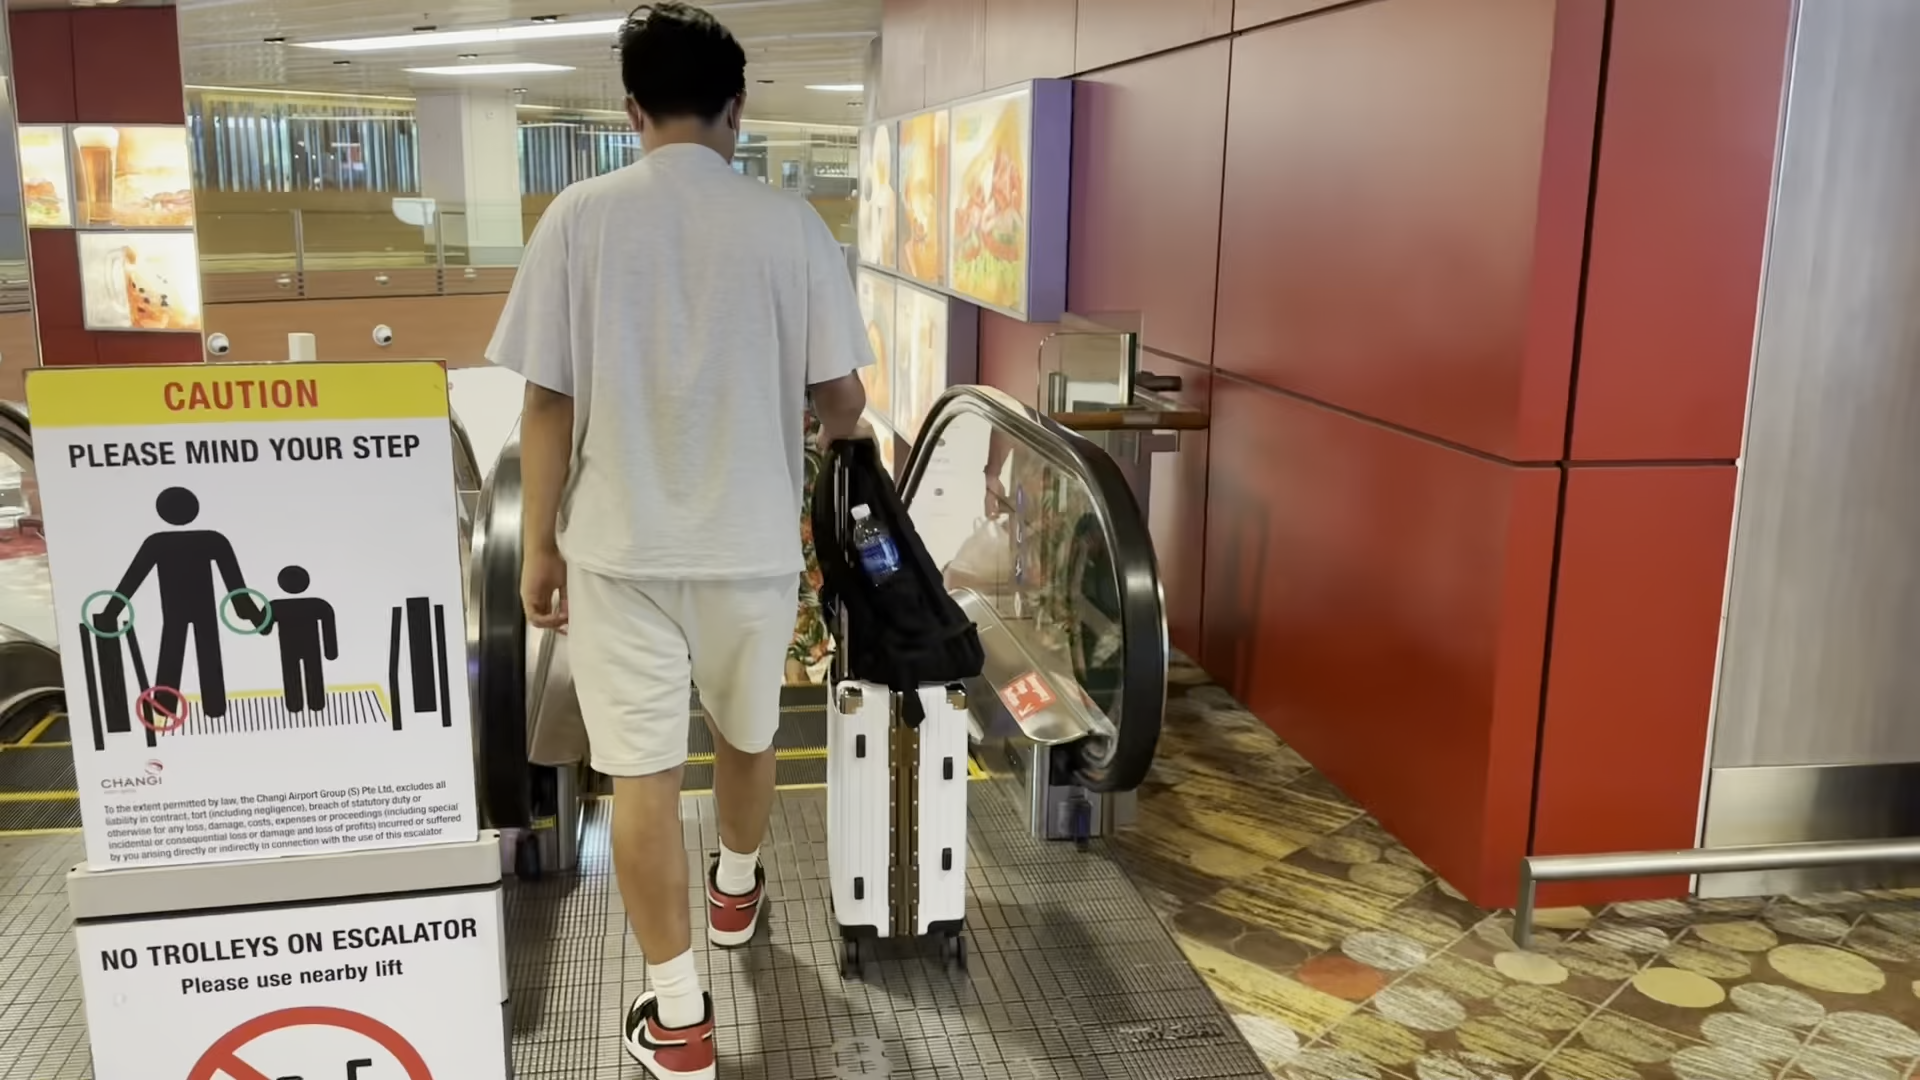 CAUTION
PLEASE MIND YOUR STEP
CHANGI
To the extent permitted by law, the Changi Airport Group (S) Pte Ltd, excludes all
liability in contract, tort (including negligence), breach of statutory duty or
otherwise for any loss, damage, costs, expenses or proceedings (including special
incidental or consequential loss or damage and loss of profits) incurred or suffered
by you arising directly or indirectly in connection with the use of this escalator
NO TROLLEYS ON ESCALATOR
Please use nearby lift